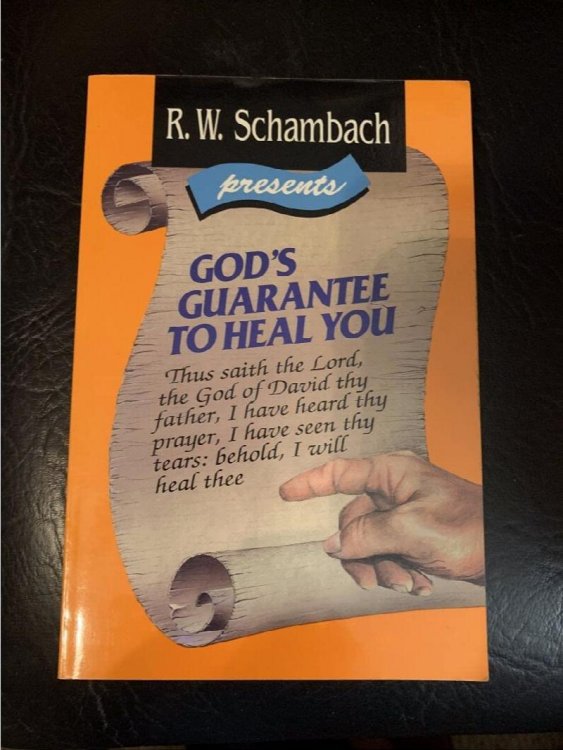 R. W. Schambach
presents
GOD'S
GUARANTEE
TO HEAL YOU
Thus saith the Lord,
the God of David thy
father, I have heard thy
prayer, I have seen thy
tears: behold, I will
heal thee